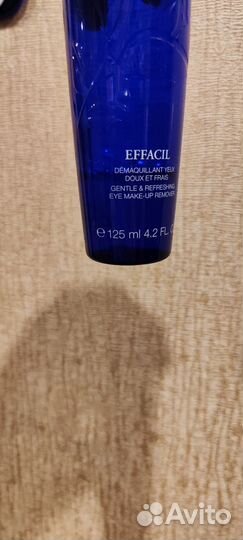 EFFACIL
DÉMAQUILLANT YEUX
DOUX ET FRAIS
GENTLE & REFRESHING
EYE MAKE-UP REMOVER
℮ 125 ml 4.2 FL
Avito